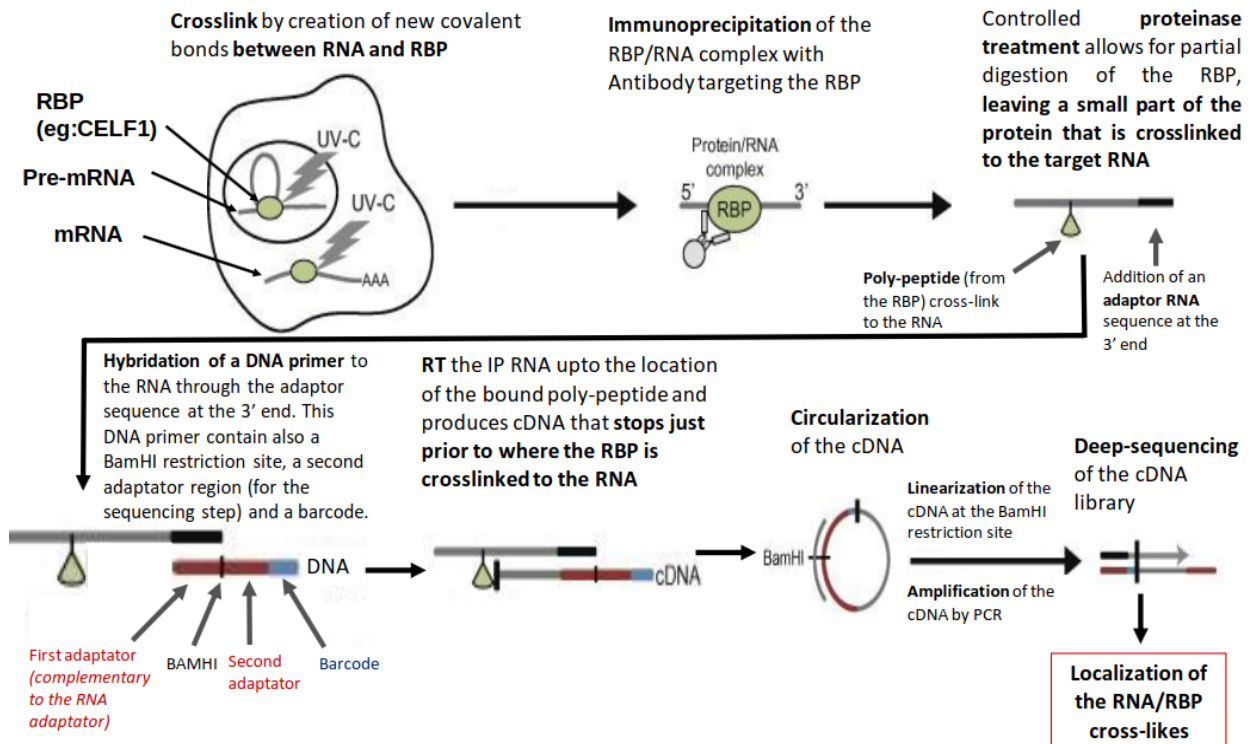 Crosslink by creation of new covalent
bonds between RNA and RBP
RBP
(eg:CELF1)
Pre-mRNA
mRNA
UV-C
UV-C
AAA
Immunoprecipitation of the
RBP/RNA complex with
Antibody targeting the RBP
Protein/RNA
complex
5'
3'
RBP
Controlled proteinase
treatment allows for partial
digestion of the RBP,
leaving a small part of the
protein that is crosslinked
to the target RNA
Poly-peptide (from
the RBP) cross-link
to the RNA
Addition of an
adaptor RNA
sequence at the
3' end
Hybridation of a DNA primer to
the RNA through the adaptor
sequence at the 3' end. This
DNA primer contain also a
BamHI restriction site, a second
adaptator region (for the
sequencing step) and a barcode.
DNA
First adaptator
(complementary
to the RNA
adaptator)
BAMHI
Second
adaptator
Barcode
RT the IP RNA upto the location
of the bound poly-peptide and
produces cDNA that stops just
prior to where the RBP is
crosslinked to the RNA
cDNA
Circularization
of the cDNA
BamHI
Linearization of the
cDNA at the BamHI
restriction site
Amplification of the
cDNA by PCR
Deep-sequencing
of the cDNA
library
Localization of
the RNA/RBP
cross-likes